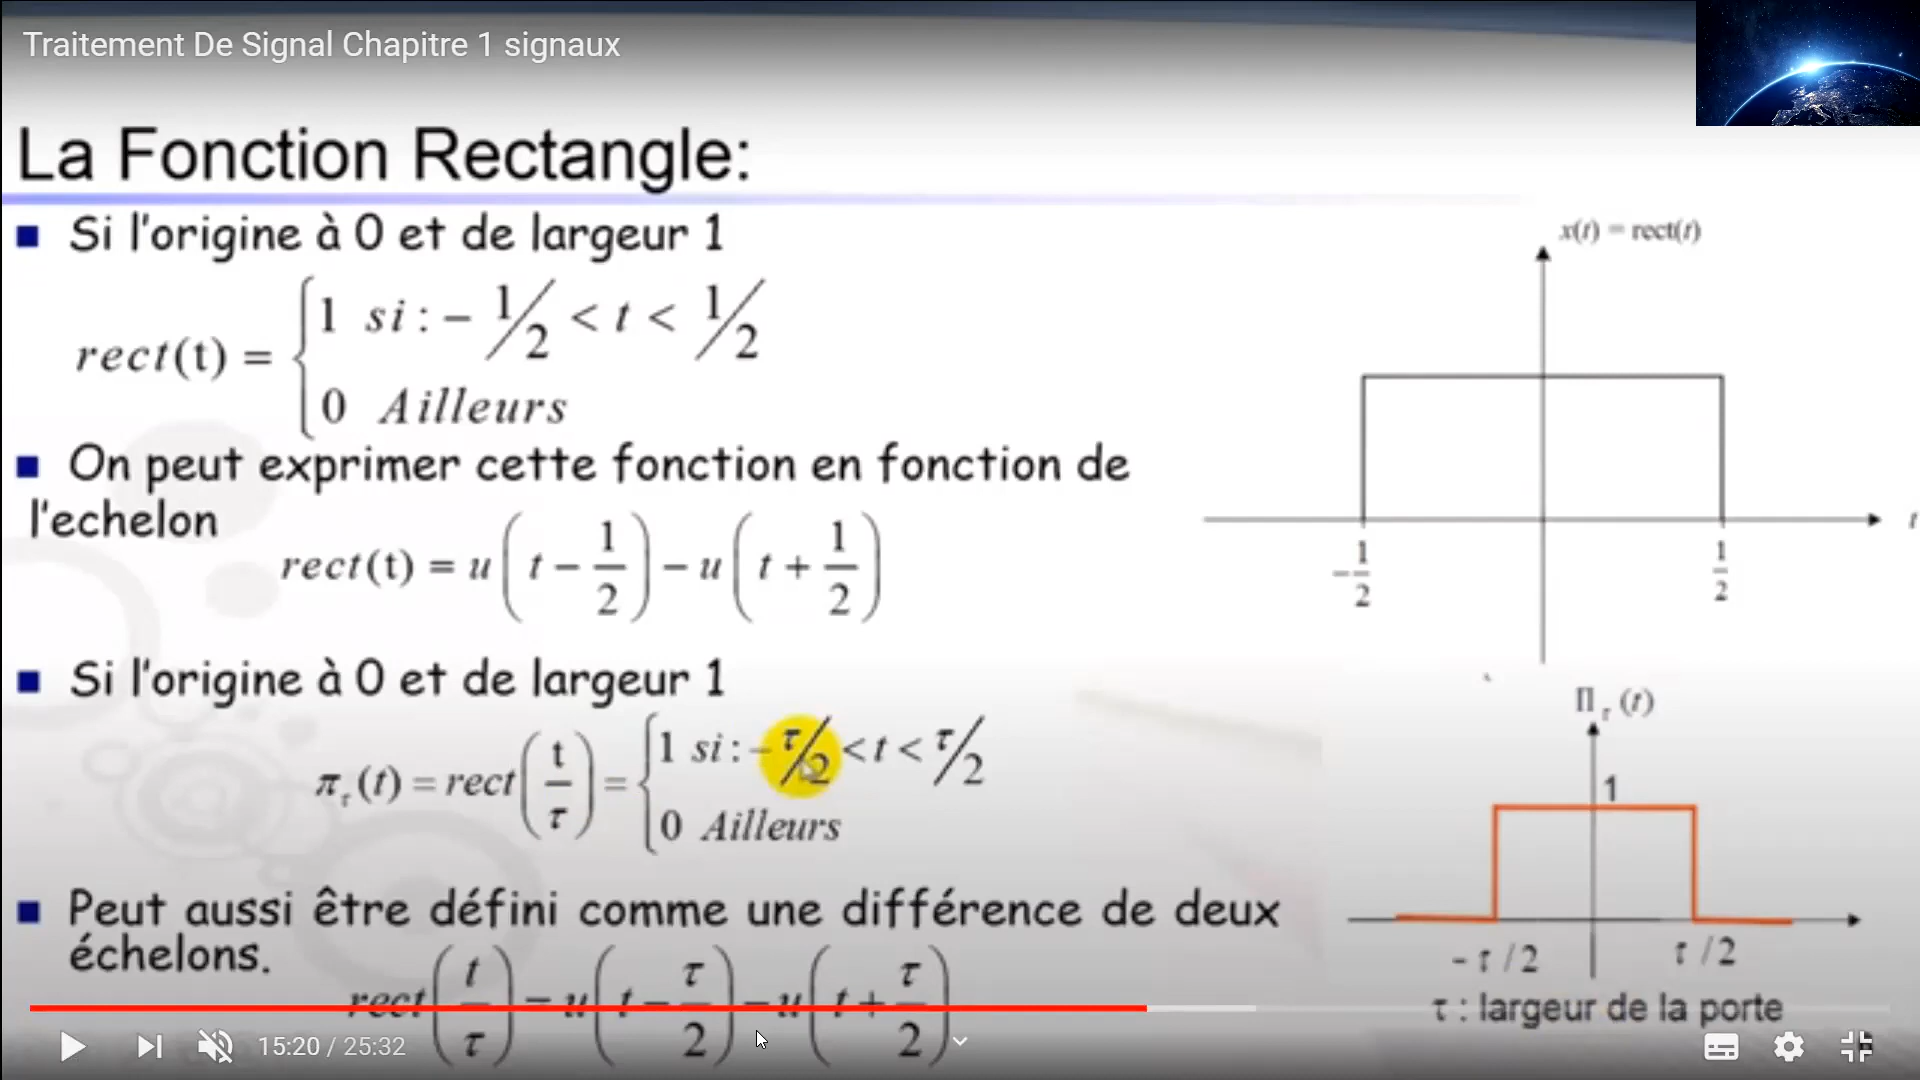 Traitement De Signal Chapitre 1 signaux
La Fonction Rectangle:
Si l'origine à 0 et de largeur 1
rect(t) = { 1 si : - 1/2 < t < 1/2
0 Ailleurs
On peut exprimer cette fonction en fonction de
l'echelon
rect(t) = u ( t - 1/2 ) - u ( t + 1/2 )
Si l'origine à 0 et de largeur 1
π_τ (t) = rect ( t/τ ) = { 1 si : - τ/2 < t < τ/2
0 Ailleurs
Peut aussi être défini comme une différence de deux
échelons.
rect ( t/τ ) = u ( t - τ/2 ) - u ( t + τ/2 )
x(t) = rect(t)
t
- 1/2
1/2
Π_τ (t)
1
- τ /2
τ /2
τ : largeur de la porte
15:20 / 25:32